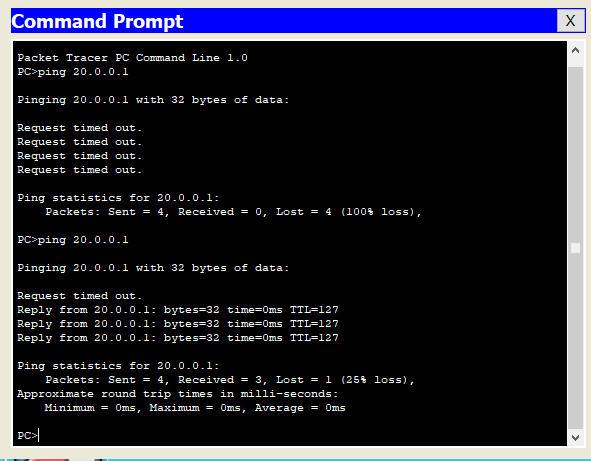 Command Prompt
X
Packet Tracer PC Command Line 1.0
PC>ping 20.0.0.1
Pinging 20.0.0.1 with 32 bytes of data:
Request timed out.
Request timed out.
Request timed out.
Request timed out.
Ping statistics for 20.0.0.1:
Packets: Sent = 4, Received = 0, Lost = 4 (100% loss),
PC>ping 20.0.0.1
Pinging 20.0.0.1 with 32 bytes of data:
Request timed out.
Reply from 20.0.0.1: bytes=32 time=0ms TTL=127
Reply from 20.0.0.1: bytes=32 time=0ms TTL=127
Reply from 20.0.0.1: bytes=32 time=0ms TTL=127
Ping statistics for 20.0.0.1:
Packets: Sent = 4, Received = 3, Lost = 1 (25% loss),
Approximate round trip times in milli-seconds:
Minimum = 0ms, Maximum = 0ms, Average = 0ms
PC>